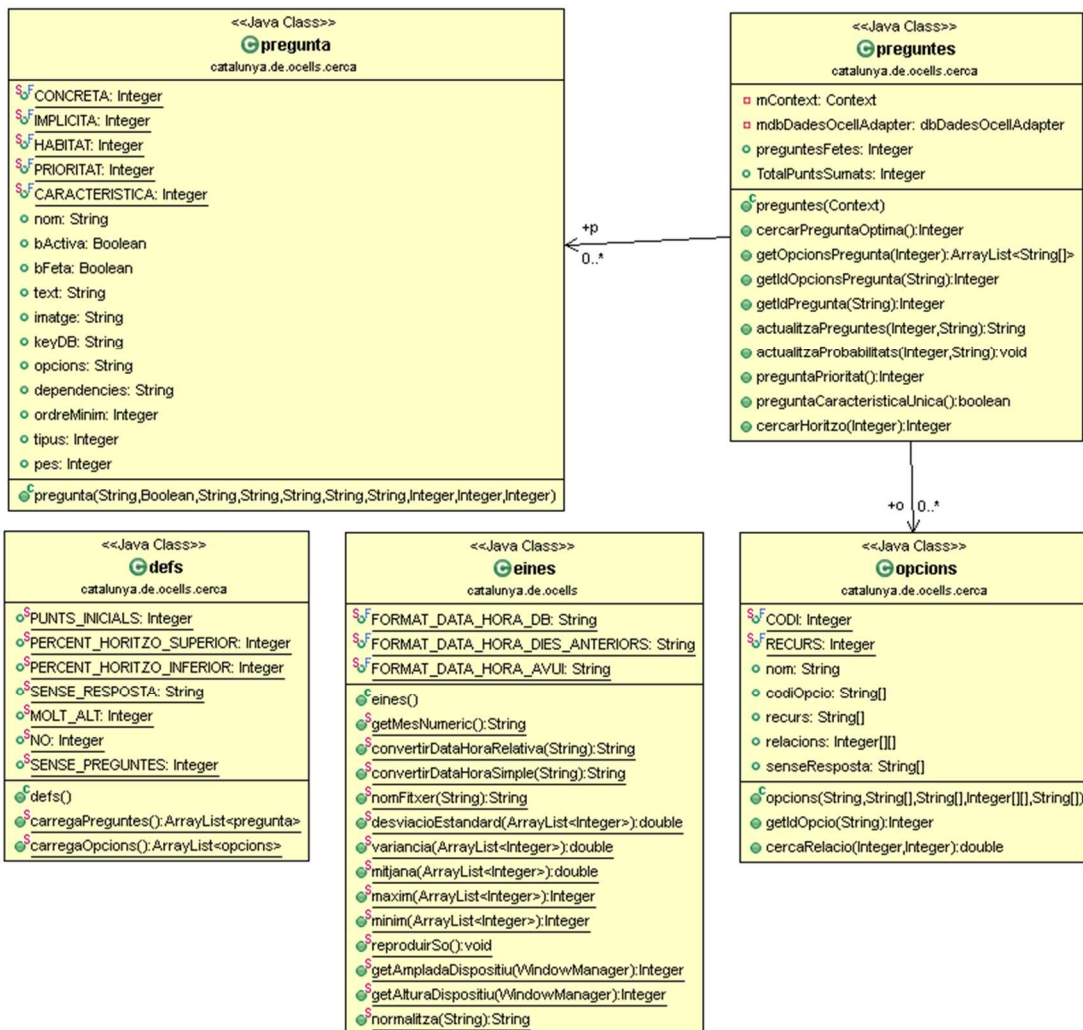 <<Java Class>>
pregunta
catalunya.de.ocells.cerca
CONCRETA: Integer
IMPLICITA: Integer
HABITAT: Integer
PRIORITAT: Integer
CARACTERISTICA: Integer
nom: String
bActiva: Boolean
bFeta: Boolean
text: String
imatge: String
keyDB: String
opcions: String
dependencies: String
ordreMinim: Integer
tipus: Integer
pes: Integer
pregunta(String,Boolean,String,String,String,String,String,Integer,Integer,Integer)
<<Java Class>>
preguntes
catalunya.de.ocells.cerca
mContext: Context
mdbDadesOcellAdapter: dbDadesOcellAdapter
preguntesFetes: Integer
TotalPuntsSumats: Integer
preguntes(Context)
cercarPreguntaOptima():Integer
getOpcionsPregunta(Integer):ArrayList<String[]>
getIdOpcionsPregunta(String):Integer
getIdPregunta(String):Integer
actualitzaPreguntes(Integer,String):String
actualitzaProbabilitats(Integer,String):void
preguntaPrioritat():Integer
preguntaCaracteristicaUnica():boolean
cercarHoritzo(Integer):Integer
+p
0..*
+o 0..*
<<Java Class>>
defs
catalunya.de.ocells.cerca
PUNTS_INICIALS: Integer
PERCENT_HORITZO_SUPERIOR: Integer
PERCENT_HORITZO_INFERIOR: Integer
SENSE_RESPOSTA: String
MOLT_ALT: Integer
NO: Integer
SENSE_PREGUNTES: Integer
defs()
carregaPreguntes():ArrayList<pregunta>
carregaOpcions():ArrayList<opcions>
<<Java Class>>
eines
catalunya.de.ocells
FORMAT_DATA_HORA_DB: String
FORMAT_DATA_HORA_DIES_ANTERIORS: String
FORMAT_DATA_HORA_AVUI: String
eines()
getMesNumeric():String
convertirDataHoraRelativa(String):String
convertirDataHoraSimple(String):String
nomFitxer(String):String
desviacioEstandard(ArrayList<Integer>):double
variancia(ArrayList<Integer>):double
mitjana(ArrayList<Integer>):double
maxim(ArrayList<Integer>):Integer
minim(ArrayList<Integer>):Integer
reproduirSo():void
getAmpladaDispositiu(WindowManager):Integer
getAlturaDispositiu(WindowManager):Integer
normalitza(String):String
<<Java Class>>
opcions
catalunya.de.ocells.cerca
CODI: Integer
RECURS: Integer
nom: String
codiOpcio: String[]
recurs: String[]
relacions: Integer[][]
senseResposta: String[]
opcions(String,String[],String[],Integer[][],String[])
getIdOpcio(String):Integer
cercaRelacio(Integer,Integer):double